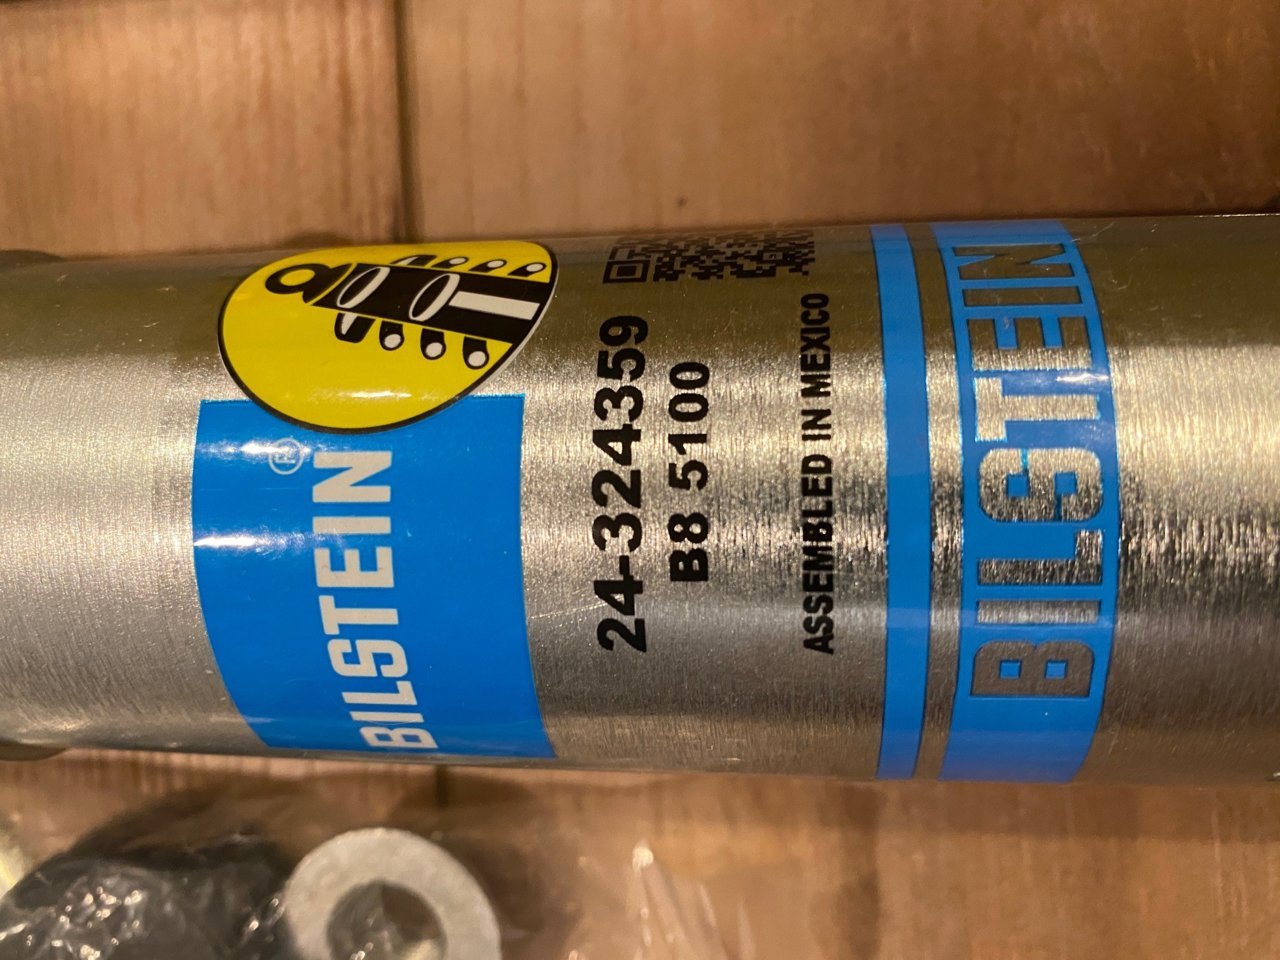 BILSTEIN®
24-324359
B8 5100
ASSEMBLED IN MEXICO
BILSTEIN